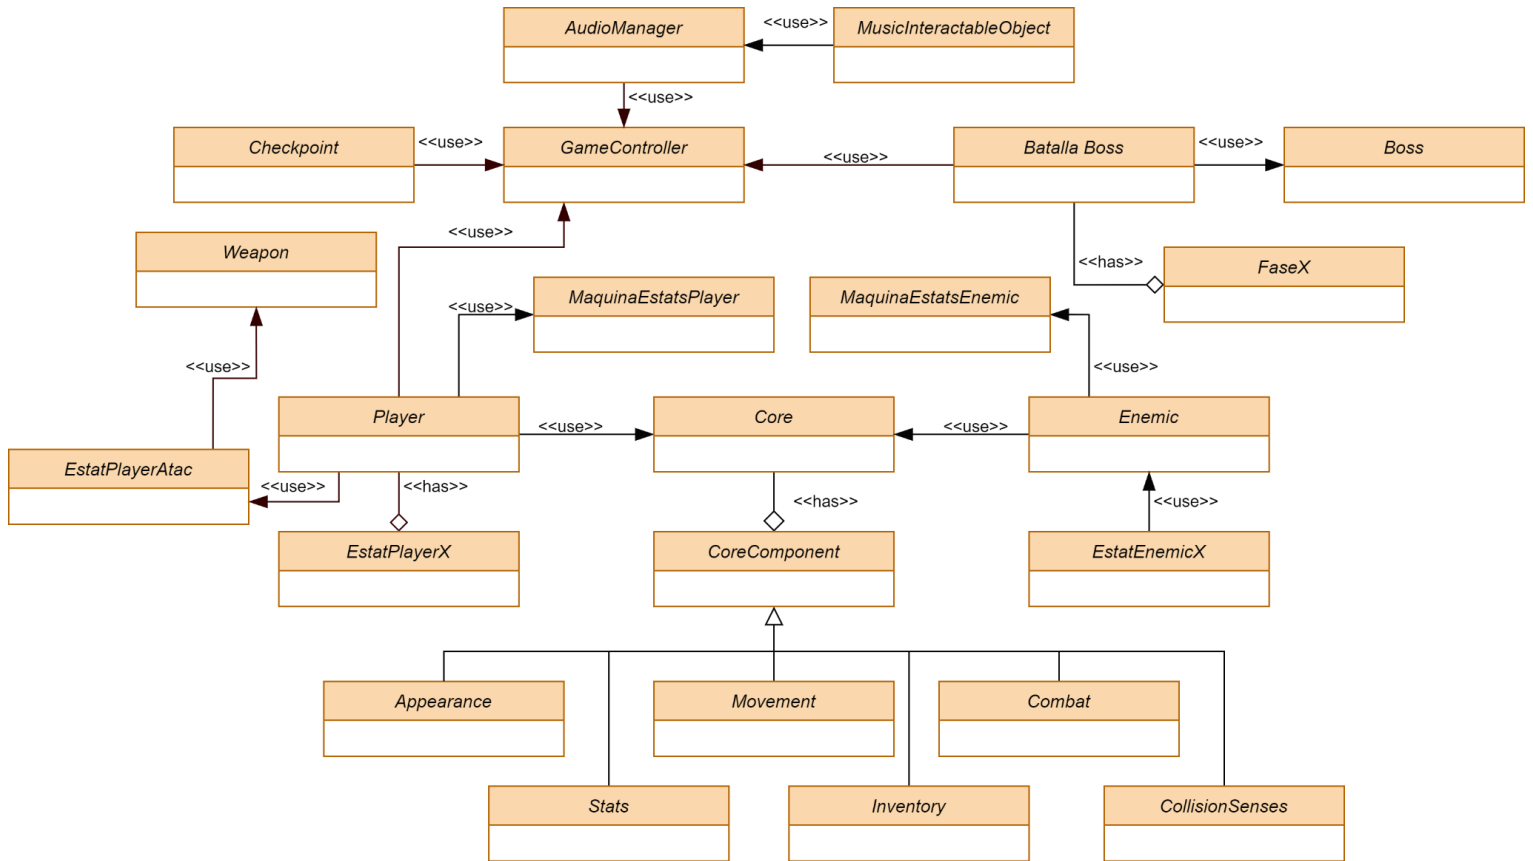 AudioManager
<<use>>
MusicInteractableObject
<<use>>
Checkpoint
<<use>>
GameController
<<use>>
Batalla Boss
<<use>>
Boss
<<use>>
Weapon
<<has>>
FaseX
MaquinaEstatsPlayer
<<use>>
MaquinaEstatsEnemic
<<use>>
<<use>>
Player
<<use>>
Core
<<use>>
Enemic
EstatPlayerAtac
<<use>>
<<has>>
<<has>>
<<use>>
EstatPlayerX
CoreComponent
EstatEnemicX
Appearance
Movement
Combat
Stats
Inventory
CollisionSenses